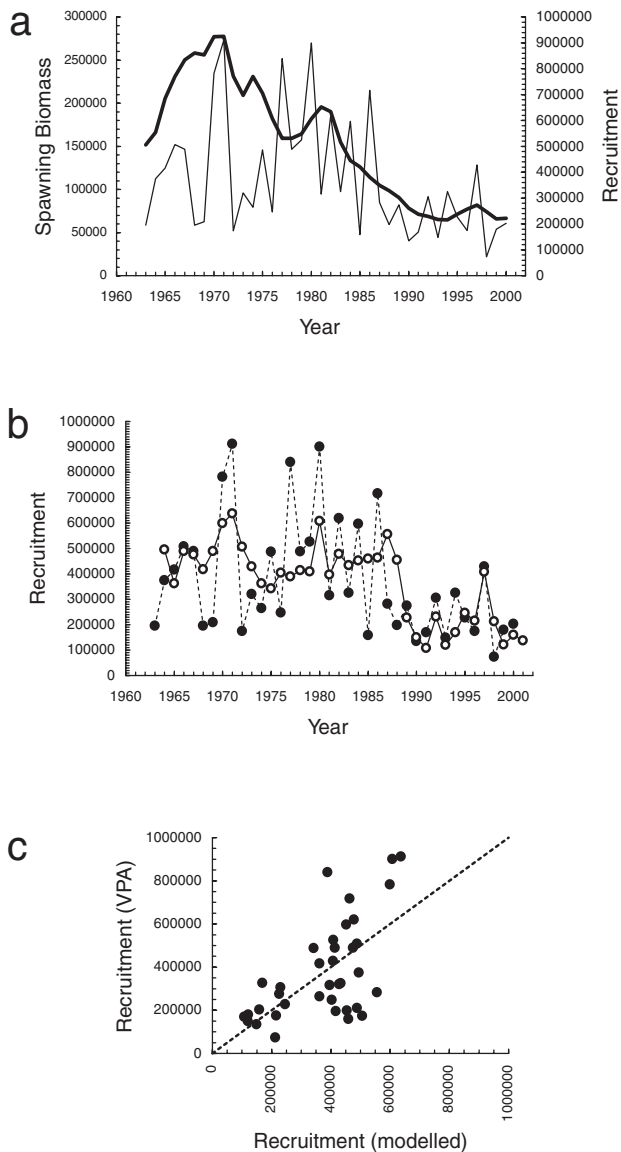 a
300000
250000
200000
150000
100000
50000
0
Spawning Biomass
1000000
900000
800000
700000
600000
500000
400000
300000
200000
100000
0
Recruitment
1960 1965 1970 1975 1980 1985 1990 1995 2000
Year
b
1000000
900000
800000
700000
600000
500000
400000
300000
200000
100000
0
Recruitment
1960 1965 1970 1975 1980 1985 1990 1995 2000
Year
c
1000000
800000
600000
400000
200000
0
Recruitment (VPA)
0 200000 400000 600000 800000 1000000
Recruitment (modelled)